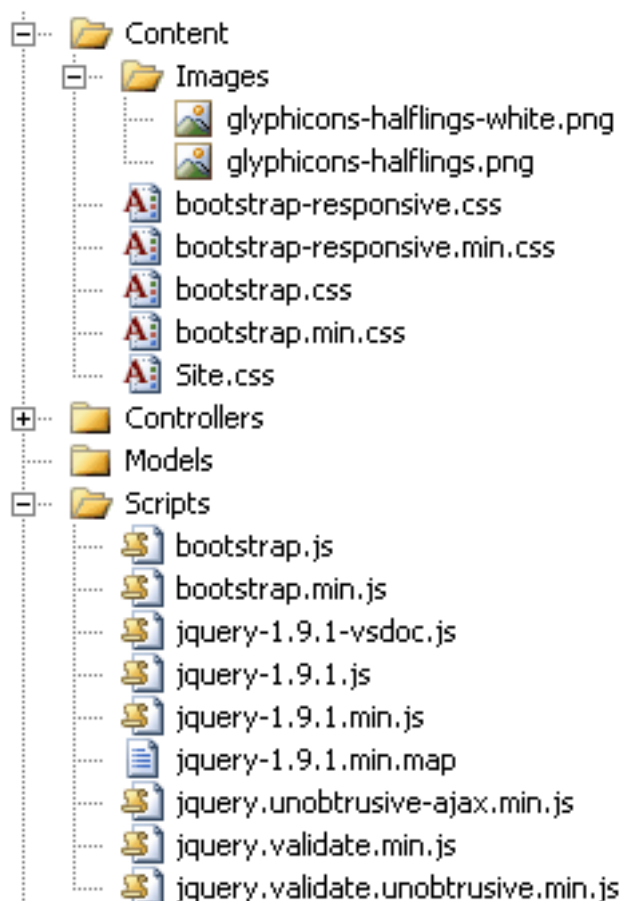 Content
Images
glyphicons-halflings-white.png
glyphicons-halflings.png
bootstrap-responsive.css
bootstrap-responsive.min.css
bootstrap.css
bootstrap.min.css
Site.css
Controllers
Models
Scripts
bootstrap.js
bootstrap.min.js
jquery-1.9.1-vsdoc.js
jquery-1.9.1.js
jquery-1.9.1.min.js
jquery-1.9.1.min.map
jquery.unobtrusive-ajax.min.js
jquery.validate.min.js
jquery.validate.unobtrusive.min.js